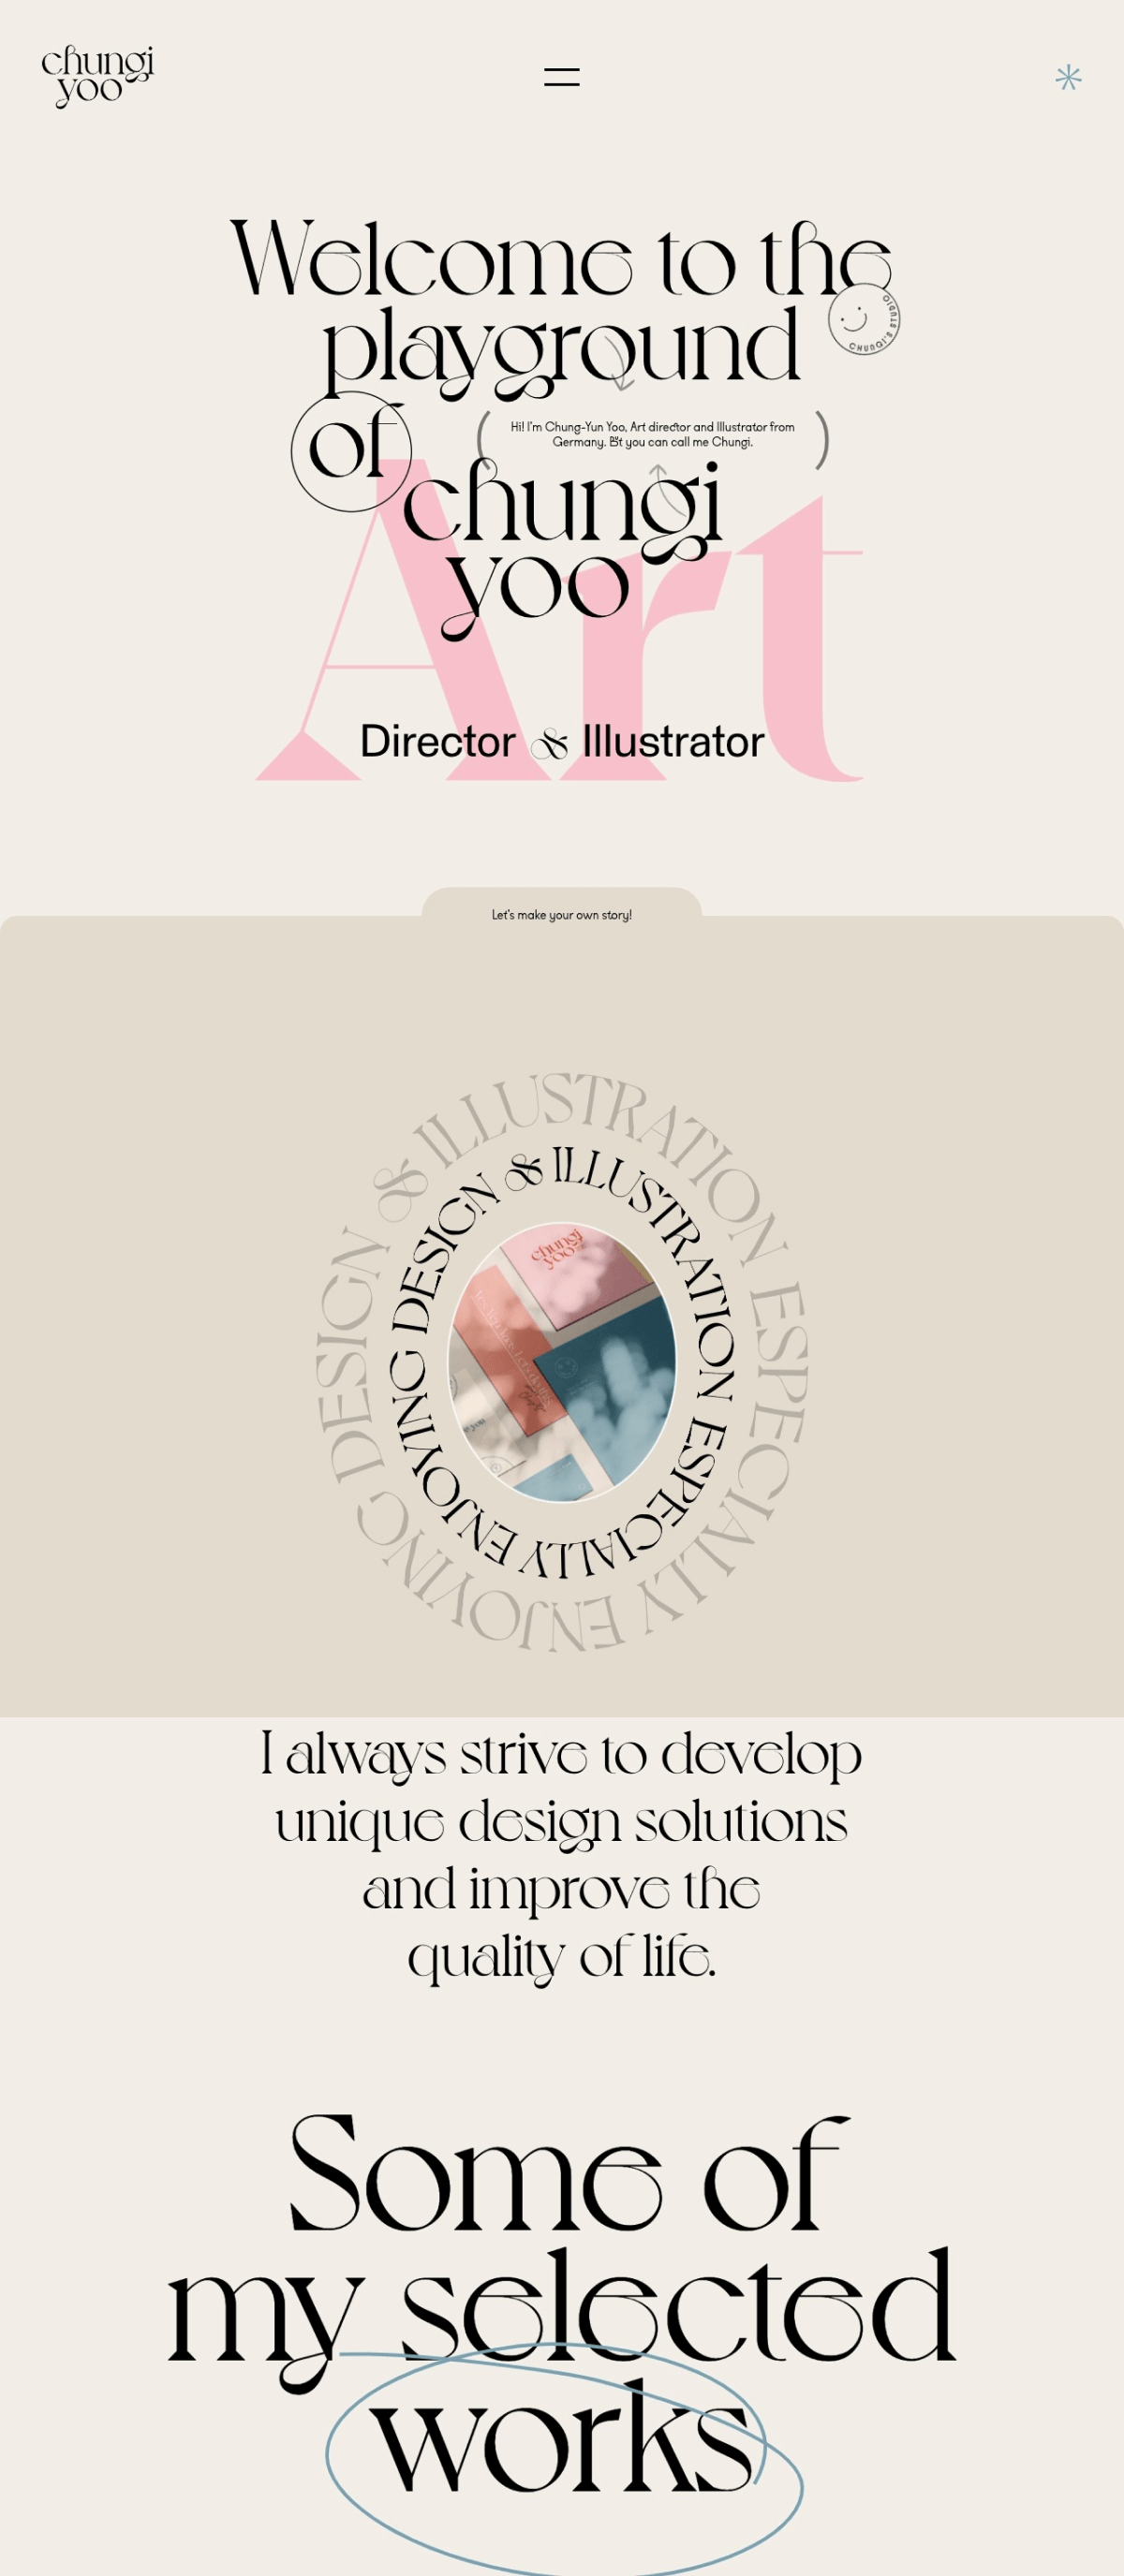 chungi
yoo
Welcome to the
playground
CHUNGI'S STUDIO
of
Hi! I'm Chung-Yun Yoo, Art director and Illustrator from
Germany. But you can call me Chungi.
chungi
yoo
Art
Director & Illustrator
Let's make your own story!
DESIGN & ILLUSTRATION ESPECIALLY ENJOYING
DESIGN & ILLUSTRATION ESPECIALLY ENJOYING
chungi
yoo
I always strive to develop
unique design solutions
and improve the
quality of life.
Some of
my selected
works